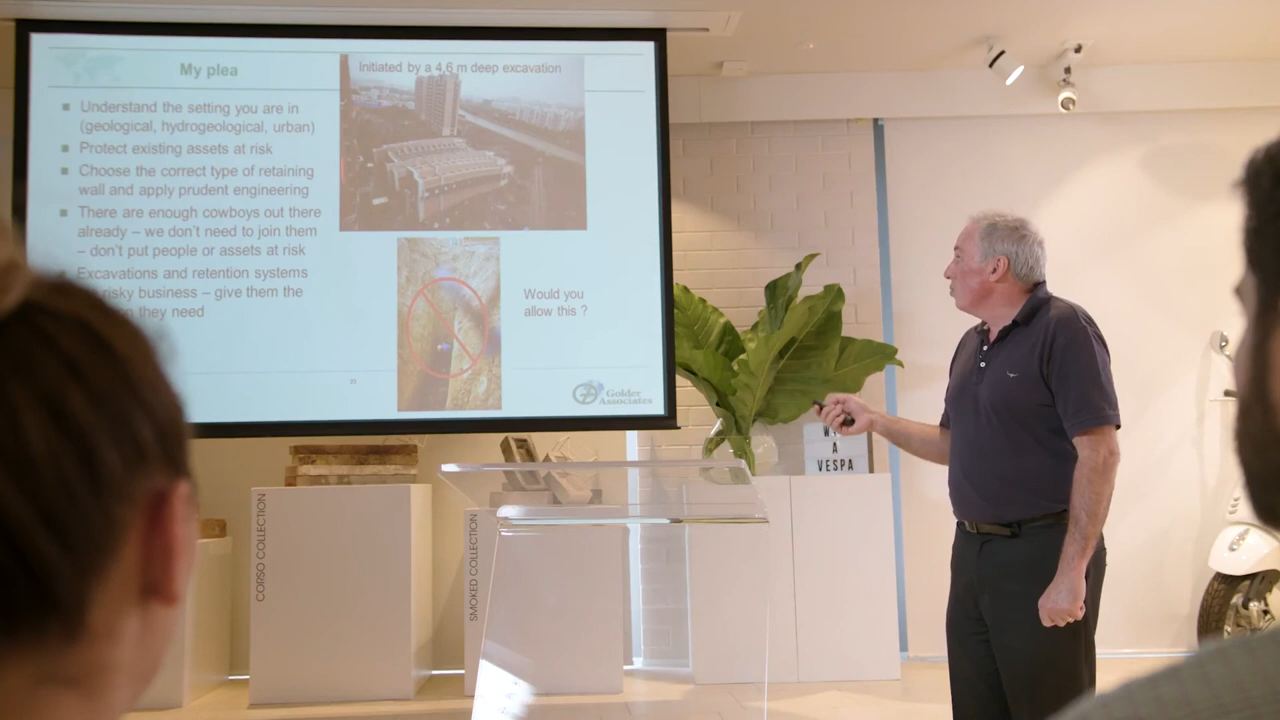 My plea
Understand the setting you are in
(geological, hydrogeological, urban)
Protect existing assets at risk
Choose the correct type of retaining
wall and apply prudent engineering
There are enough cowboys out there
already – we don't need to join them
– don't put people or assets at risk
Excavations and retention systems
risky business – give them the
they need
Initiated by a 4.6 m deep excavation
Would you
allow this ?
21
Golder
Associates
CORSO COLLECTION
SMOKED COLLECTION
A
VESPA